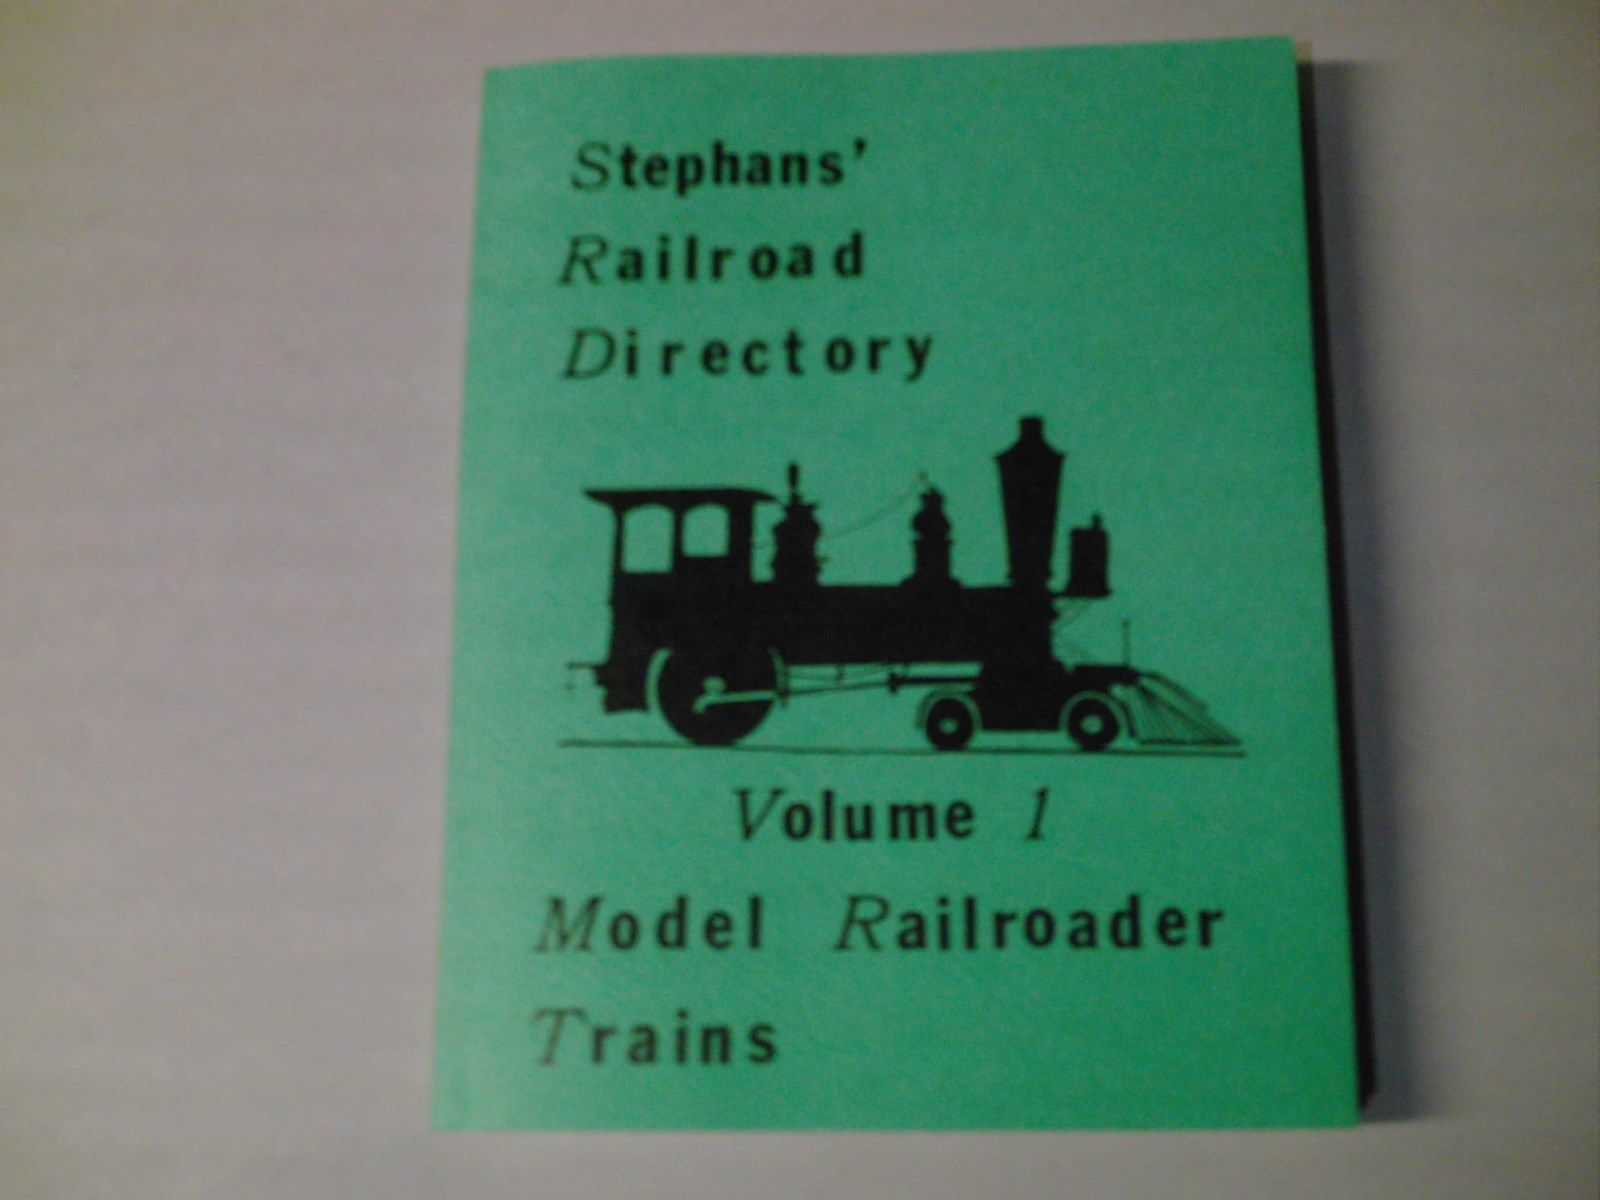 Stephans'
Railroad
Directory
Volume 1
Model Railroader
Trains